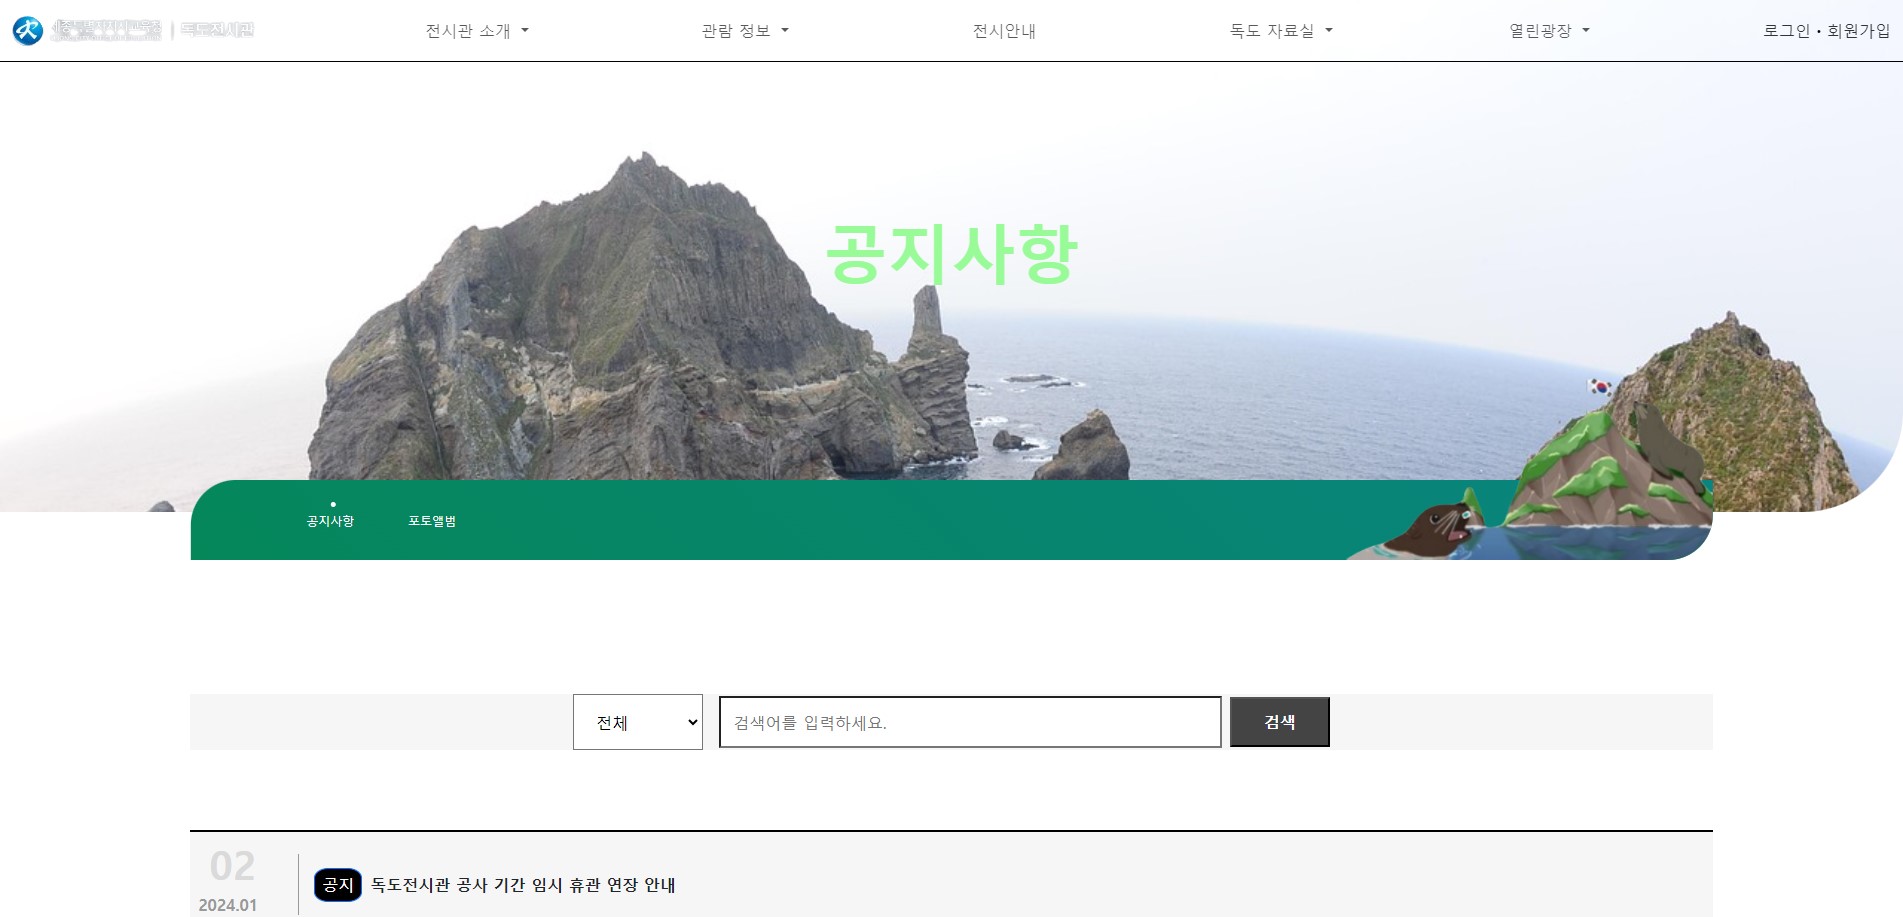 독도전시관
전시관 소개
관람 정보
전시안내
독도 자료실
열린광장
로그인 • 회원가입
공지사항
공지사항
포토앨범
전체
검색어를 입력하세요.
검색
02
2024.01
공지 독도전시관 공사 기간 임시 휴관 연장 안내